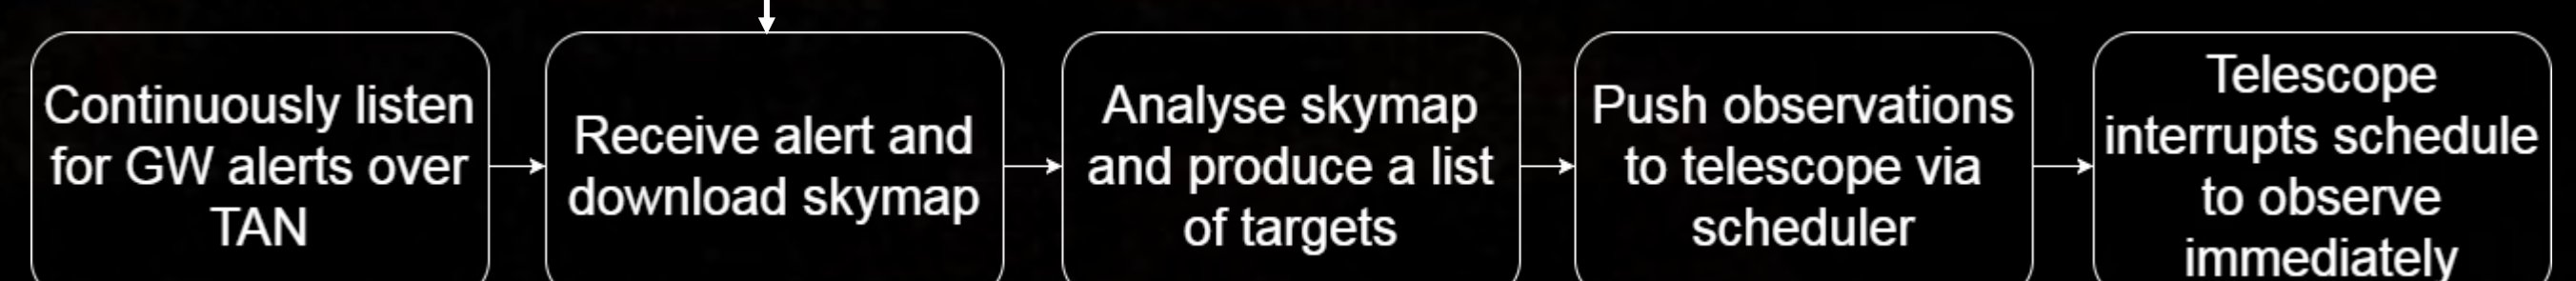 Continuously listen
for GW alerts over
TAN
Receive alert and
download skymap
Analyse skymap
and produce a list
of targets
Push observations
to telescope via
scheduler
Telescope
interrupts schedule
to observe
immediately